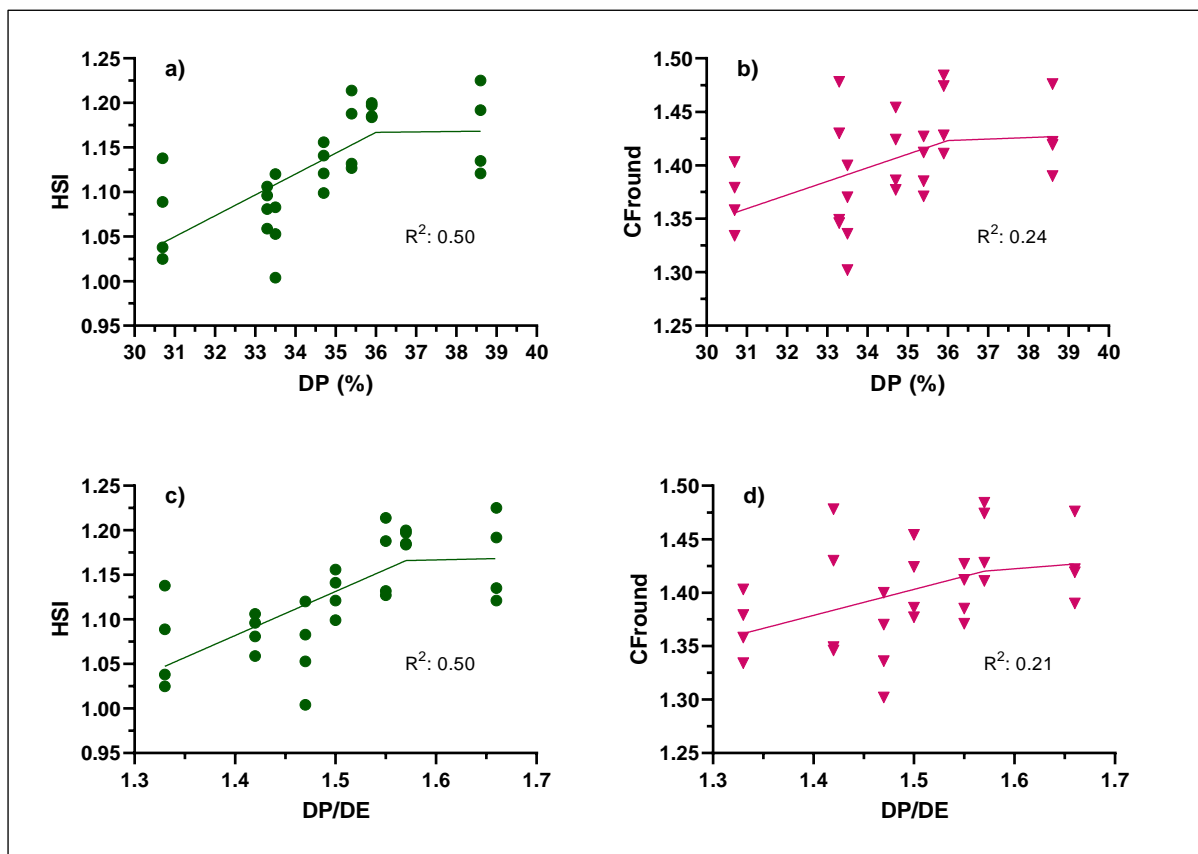 a)
1.25
1.20
1.15
1.10
1.05
1.00
0.95
HSI
R2: 0.50
30 31 32 33 34 35 36 37 38 39 40
DP (%)
b)
1.50
1.45
1.40
1.35
1.30
1.25
CFround
R2: 0.24
30 31 32 33 34 35 36 37 38 39 40
DP (%)
c)
1.25
1.20
1.15
1.10
1.05
1.00
0.95
HSI
R2: 0.50
1.3 1.4 1.5 1.6 1.7
DP/DE
d)
1.50
1.45
1.40
1.35
1.30
1.25
CFround
R2: 0.21
1.3 1.4 1.5 1.6 1.7
DP/DE